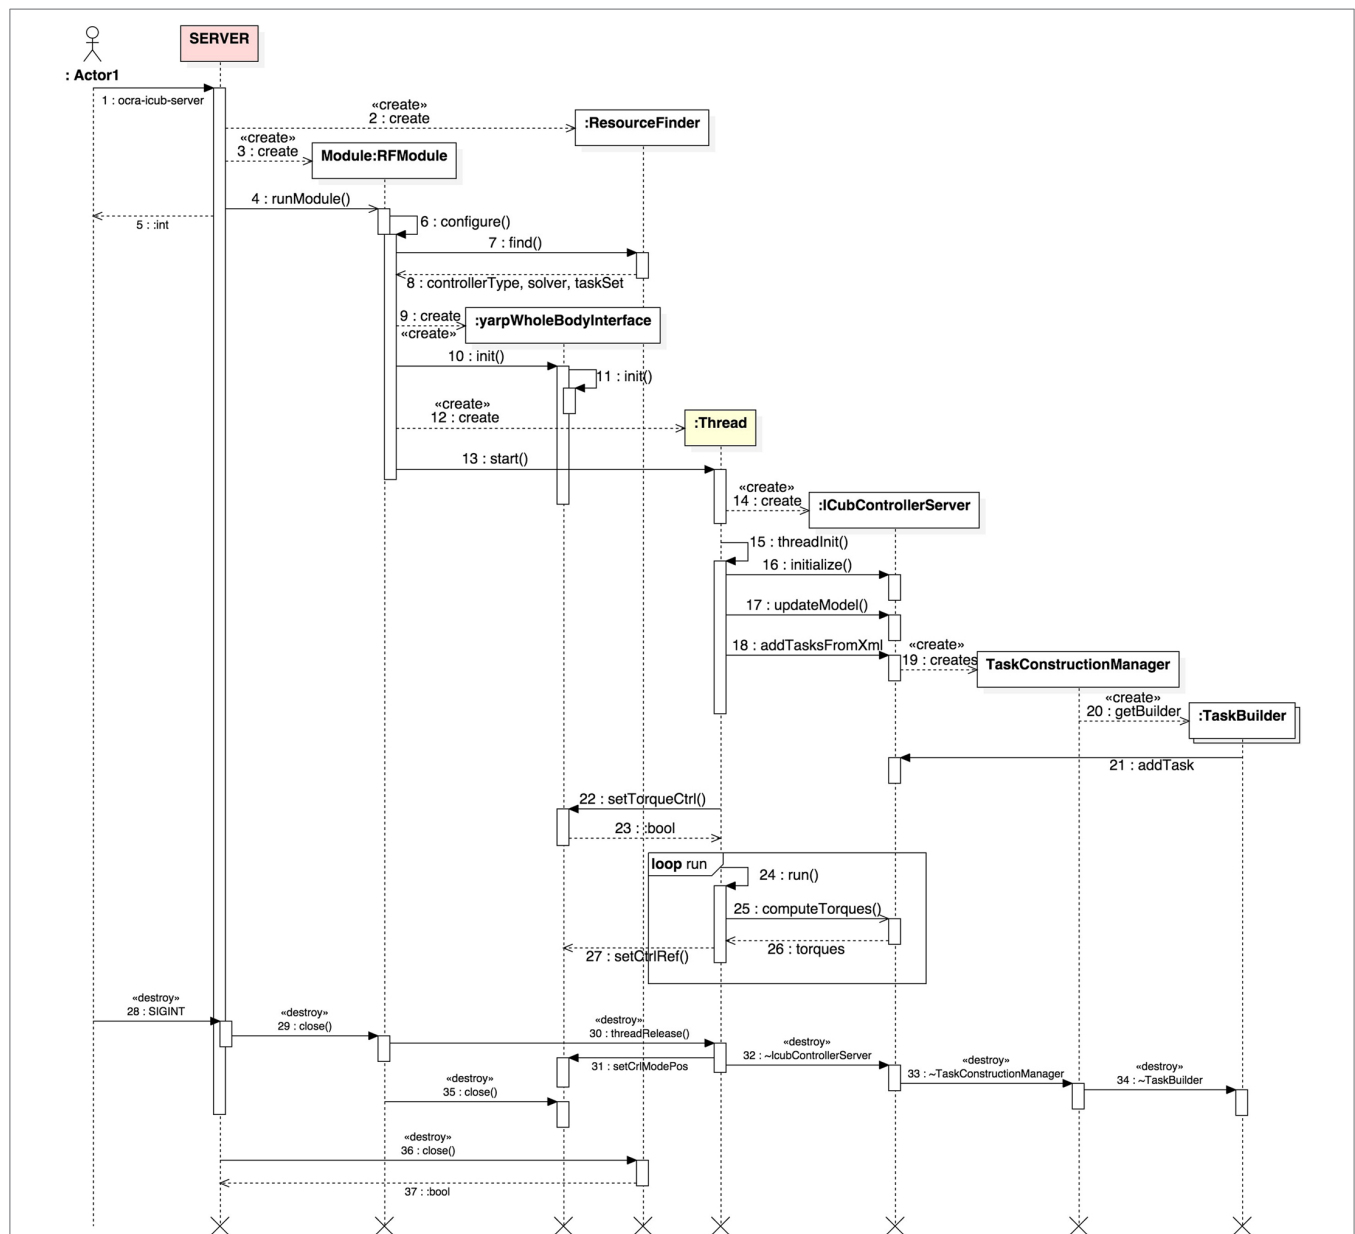 SERVER
: Actor1
1 : ocra-icub-server
«create»
2 : create
:ResourceFinder
«create»
3 : create
Module:RFModule
4 : runModule()
5 : :int
6 : configure()
7 : find()
8 : controllerType, solver, taskSet
9 : create
«create»
:yarpWholeBodyInterface
10 : init()
11 : init()
«create»
12 : create
:Thread
13 : start()
«create»
14 : create
:ICubControllerServer
15 : threadInit()
16 : initialize()
17 : updateModel()
18 : addTasksFromXml
«create»
19 : creates
TaskConstructionManager
«create»
20 : getBuilder
:TaskBuilder
21 : addTask
22 : setTorqueCtrl()
23 : :bool
loop run
24 : run()
25 : computeTorques()
26 : torques
27 : setCtrlRef()
«destroy»
28 : SIGINT
«destroy»
29 : close()
«destroy»
30 : threadRelease()
31 : setCrlModePos
«destroy»
32 : ~IcubControllerServer
«destroy»
33 : ~TaskConstructionManager
«destroy»
34 : ~TaskBuilder
«destroy»
35 : close()
«destroy»
36 : close()
37 : :bool